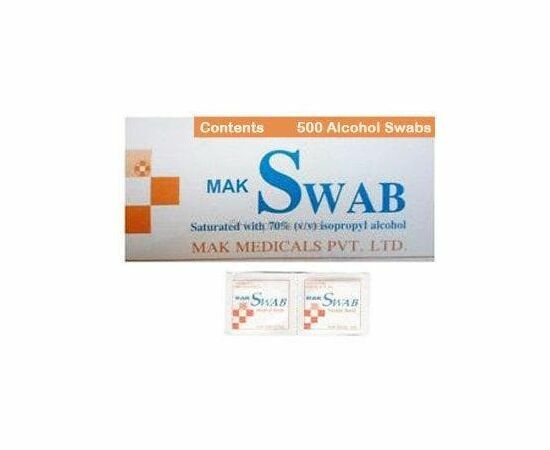 Contents 500 Alcohol Swabs
MAK SWAB
Saturated with 70% (v/v) isopropyl alcohol
MAK MEDICALS PVT. LTD.
MAK SWAB
MAK SWAB